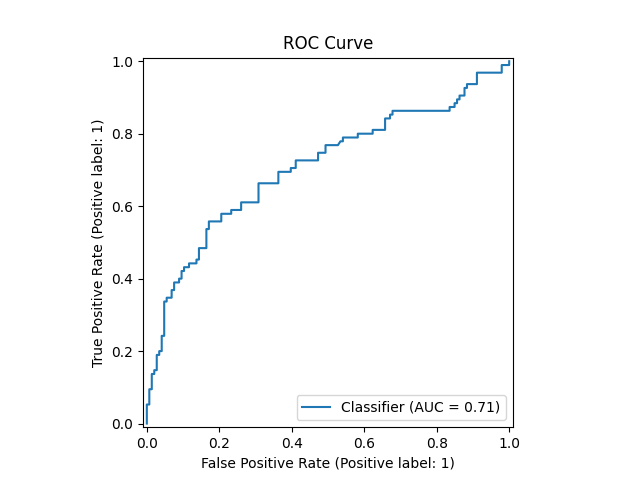 ROC Curve
True Positive Rate (Positive label: 1)
1.0
0.8
0.6
0.4
0.2
0.0
Classifier (AUC = 0.71)
0.0 0.2 0.4 0.6 0.8 1.0
False Positive Rate (Positive label: 1)